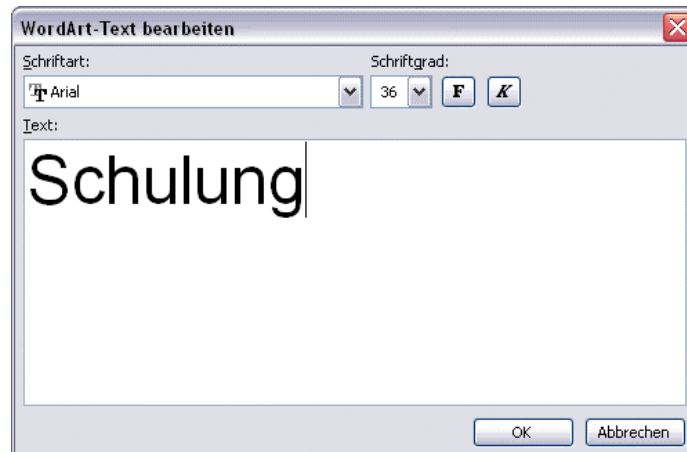 WordArt-Text bearbeiten
Schriftart: Schriftgrad:
Arial 36 F K
Text:
Schulung
OK Abbrechen